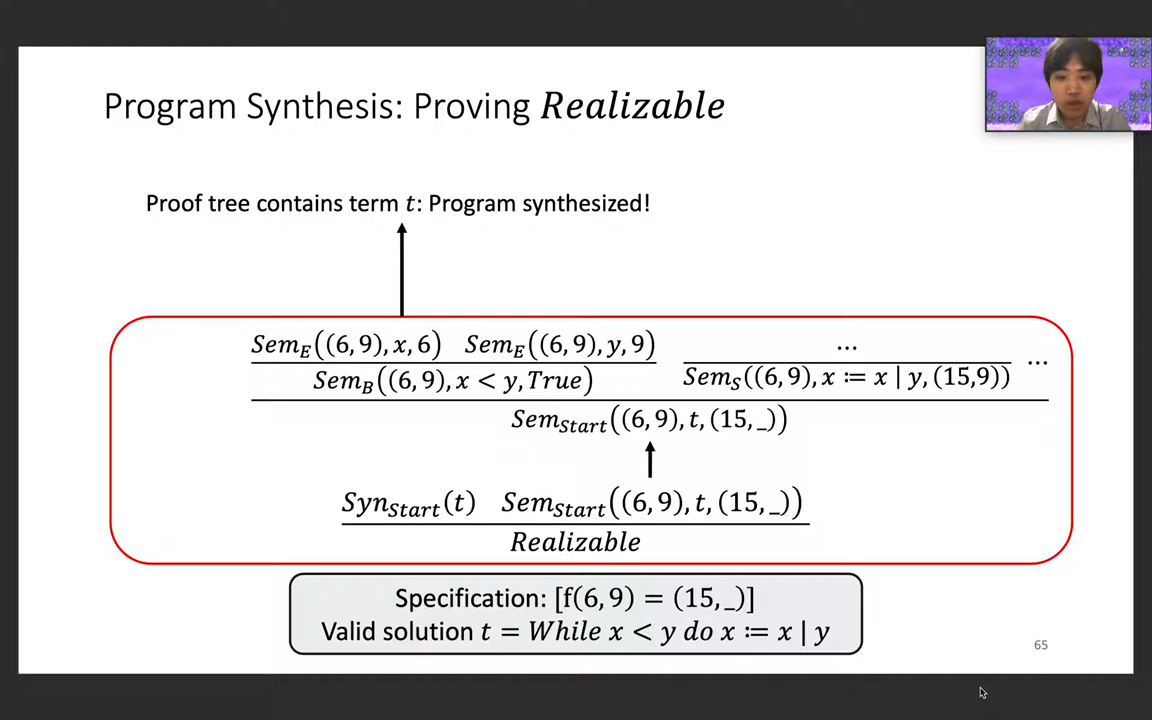 Program Synthesis: Proving Realizable
Proof tree contains term t: Program synthesized!
Sem_E((6,9), x, 6) Sem_E((6,9), y, 9)
...
Sem_B((6,9), x < y, True)
Sem_S((6,9), x ≔ x | y, (15,9))
...
Sem_Start((6,9), t, (15,_))
Syn_Start(t) Sem_Start((6,9), t, (15,_))
Realizable
Specification: [f(6,9) = (15,_)]
Valid solution t = While x < y do x ≔ x | y
65